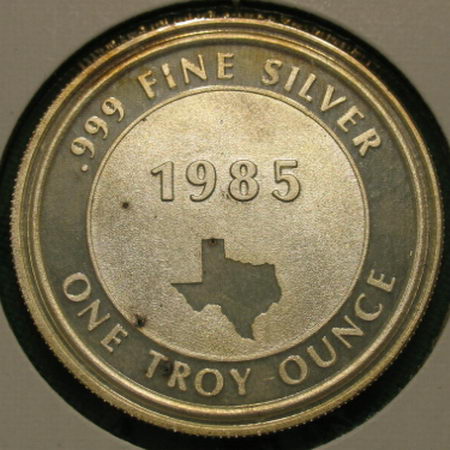 .999 FINE SILVER
1985
ONE TROY OUNCE